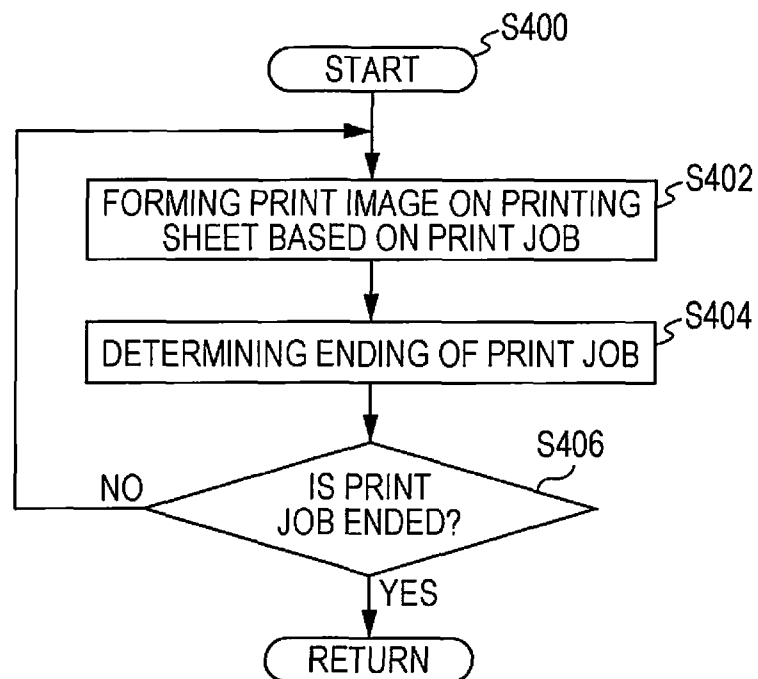 S400
START
S402
FORMING PRINT IMAGE ON PRINTING
SHEET BASED ON PRINT JOB
S404
DETERMINING ENDING OF PRINT JOB
S406
NO
IS PRINT
JOB ENDED?
YES
RETURN